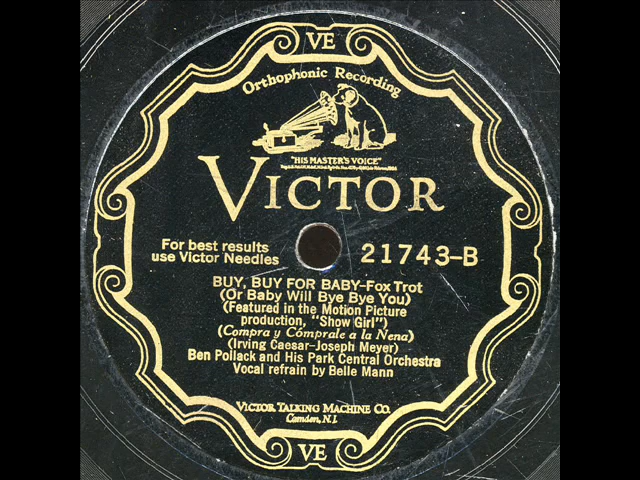 VE
Orthophonic Recording
"HIS MASTER'S VOICE"
VICTOR
For best results
use Victor Needles
21743-B
BUY, BUY FOR BABY-Fox Trot
(Or Baby Will Bye Bye You)
(Featured in the Motion Picture
production, "Show Girl")
(Compra y Cómprale a la Nena)
(Irving Caesar-Joseph Meyer)
Ben Pollack and His Park Central Orchestra
Vocal refrain by Belle Mann
VICTOR TALKING MACHINE CO.
Camden, N.J.
VE